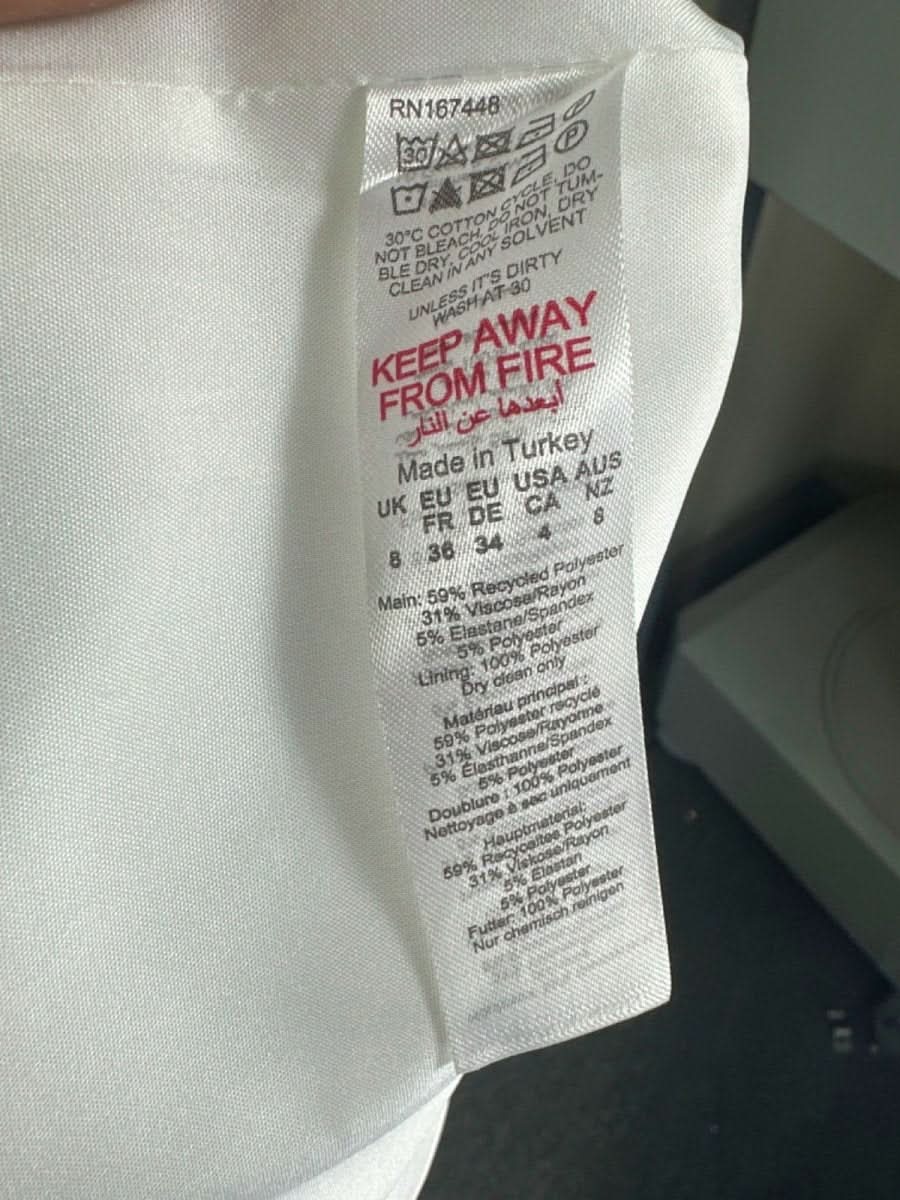 RN167448
30
P
30°C COTTON CYCLE, DO
NOT BLEACH, DO NOT TUM-
BLE DRY, COOL IRON, DRY
CLEAN IN ANY SOLVENT
UNLESS IT'S DIRTY
WASH AT 30
KEEP AWAY
FROM FIRE
أبعدها عن النار
Made in Turkey
UK EU EU USA AUS
FR DE CA NZ
8 36 34 4 8
Main: 59% Recycled Polyester
31% Viscose/Rayon
5% Elastane/Spandex
5% Polyester
Lining: 100% Polyester
Dry clean only
Matériau principal :
59% Polyester recyclé
31% Viscose/Rayonne
5% Élasthanne/Spandex
5% Polyester
Doublure : 100% Polyester
Nettoyage à sec uniquement
Hauptmaterial:
59% Recyceltes Polyester
31% Viskose/Rayon
5% Elastan
5% Polyester
Futter: 100% Polyester
Nur chemisch reinigen